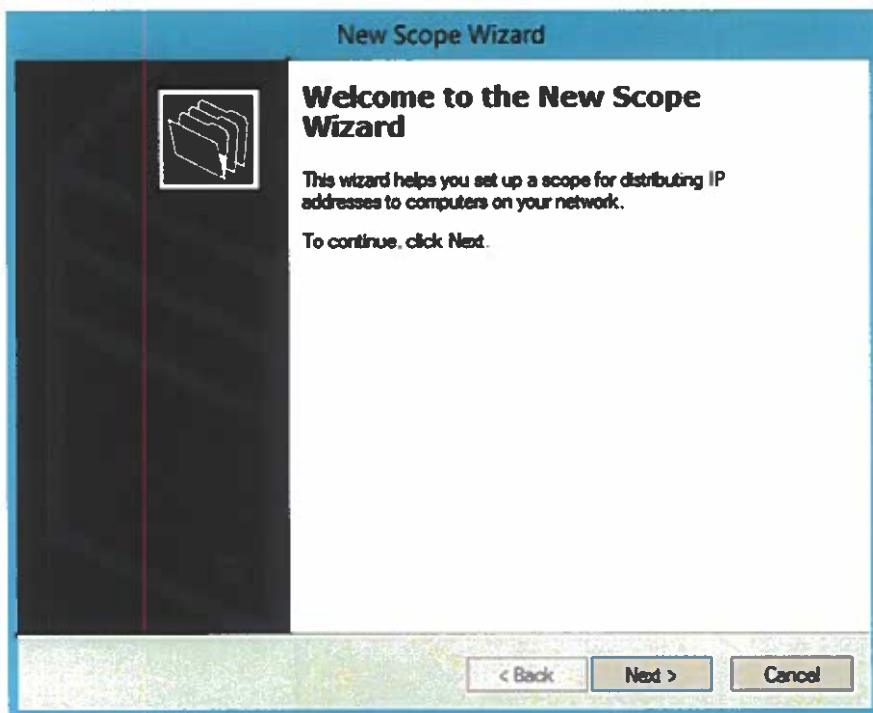 New Scope Wizard
Welcome to the New Scope
Wizard
This wizard helps you set up a scope for distributing IP
addresses to computers on your network.
To continue, click Next.
< Back
Next >
Cancel